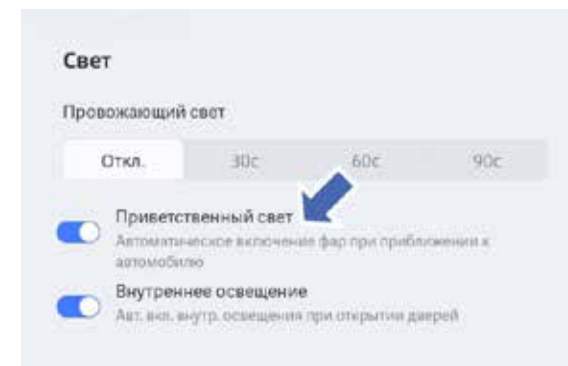 Свет
Провожающий свет
Откл. 30с 60с 90с
Приветственный свет
Автоматическое включение фар при приближении к
автомобилю
Внутреннее освещение
Авт. вкл. внутр. освещения при открытии дверей